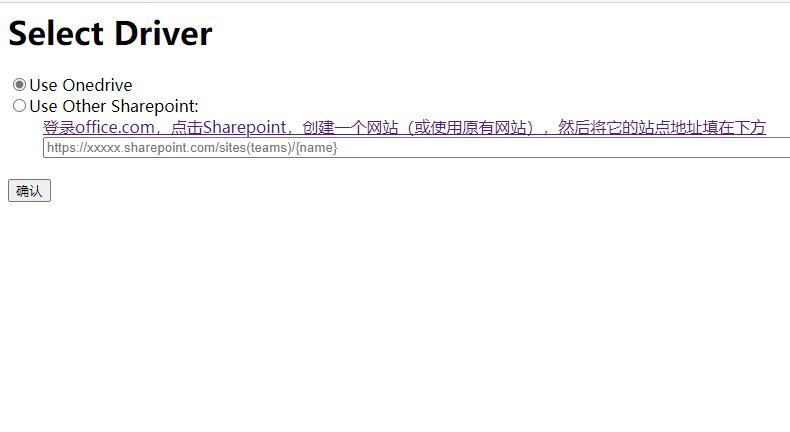 Select Driver
Use Onedrive
Use Other Sharepoint:
登录office.com，点击Sharepoint，创建一个网站（或使用原有网站），然后将它的站点地址填在下方
https://xxxxx.sharepoint.com/sites(teams)/{name}
确认